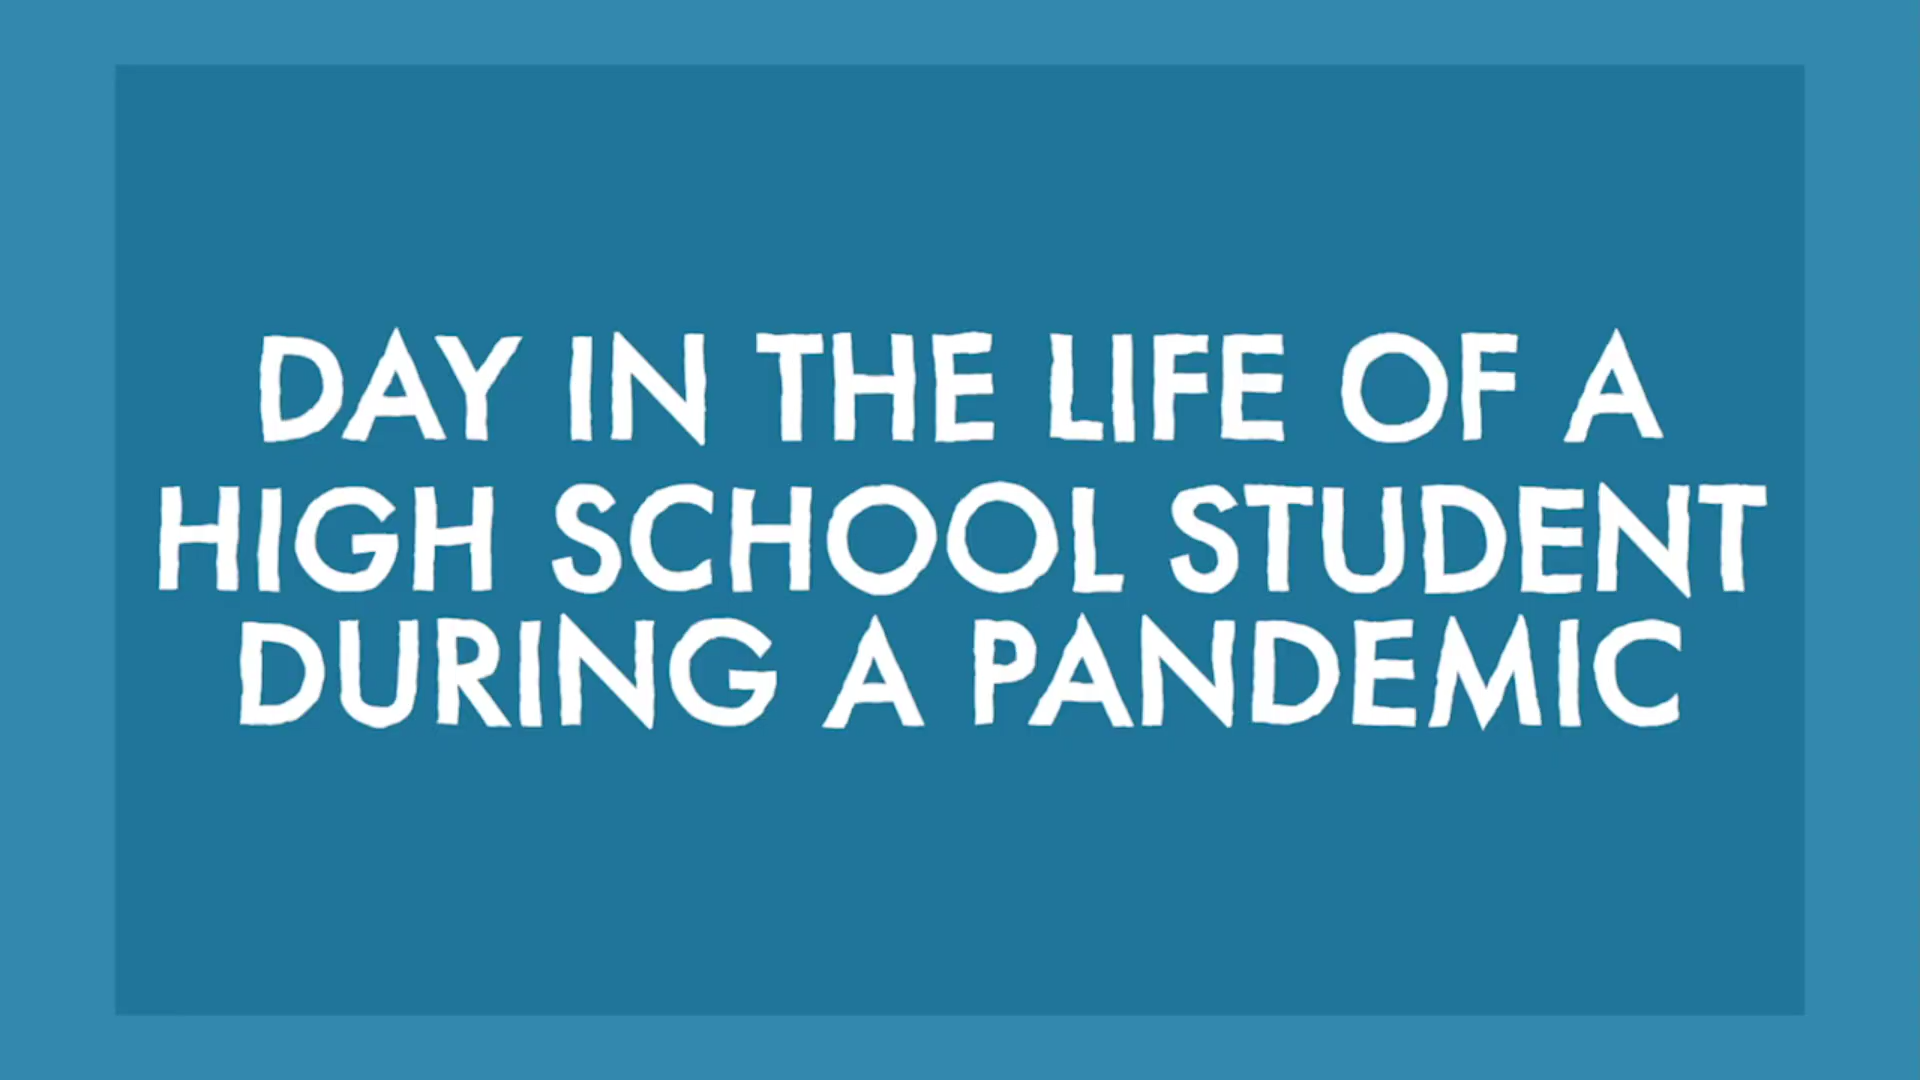 DAY IN THE LIFE OF A
HIGH SCHOOL STUDENT
DURING A PANDEMIC